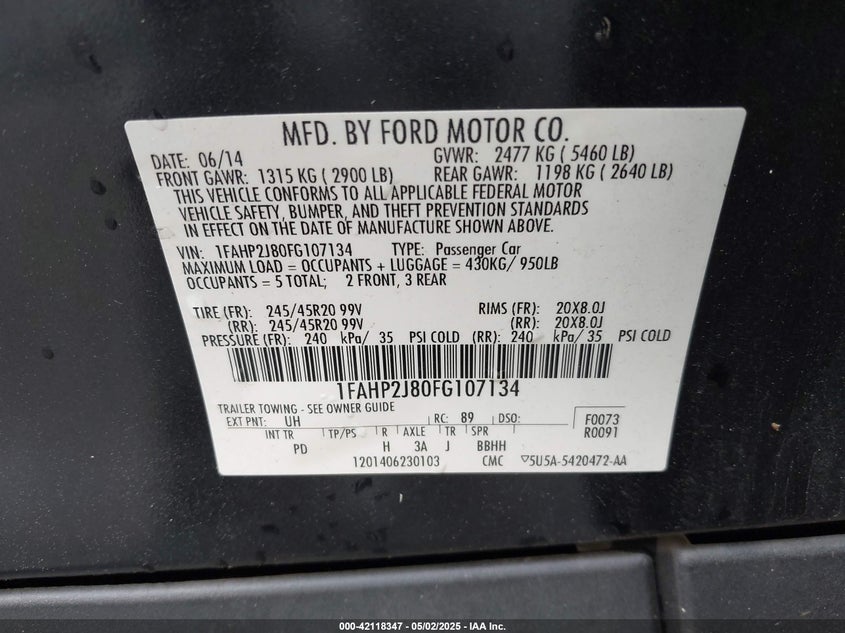 MFD. BY FORD MOTOR CO.
DATE: 06/14 GVWR: 2477 KG ( 5460 LB)
FRONT GAWR: 1315 KG ( 2900 LB) REAR GAWR: 1198 KG ( 2640 LB)
THIS VEHICLE CONFORMS TO ALL APPLICABLE FEDERAL MOTOR
VEHICLE SAFETY, BUMPER, AND THEFT PREVENTION STANDARDS
IN EFFECT ON THE DATE OF MANUFACTURE SHOWN ABOVE.
VIN: 1FAHP2J80FG107134 TYPE: Passenger Car
MAXIMUM LOAD = OCCUPANTS + LUGGAGE = 430KG/ 950LB
OCCUPANTS = 5 TOTAL; 2 FRONT, 3 REAR
TIRE (FR): 245/45R20 99V RIMS (FR): 20X8.0J
(RR): 245/45R20 99V (RR): 20X8.0J
PRESSURE (FR): 240 kPa/ 35 PSI COLD (RR): 240 kPa/ 35 PSI COLD
1FAHP2J80FG107134
TRAILER TOWING - SEE OWNER GUIDE
EXT PNT: UH RC: 89 DSO: F0073
INT TR TP/PS R AXLE TR SPR R0091
PD H 3A J BBHH
1201406230103 CMC ▽5U5A-5420472-AA
000-42118347 - 05/02/2025 - IAA Inc.